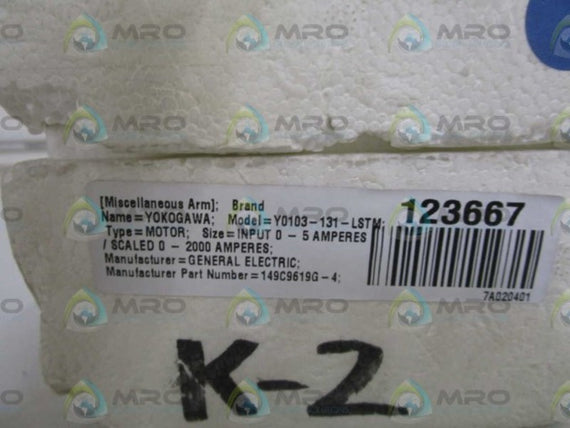 [Miscellaneous Arm]; Brand
Name=YOKOGAWA; Model=Y0103-131-LSTM;
Type=MOTOR; Size=INPUT 0 - 5 AMPERES
/ SCALED 0 - 2000 AMPERES;
Manufacturer=GENERAL ELECTRIC;
Manufacturer Part Number=149C9619G-4;
123667
7A020401
K-2
MRO